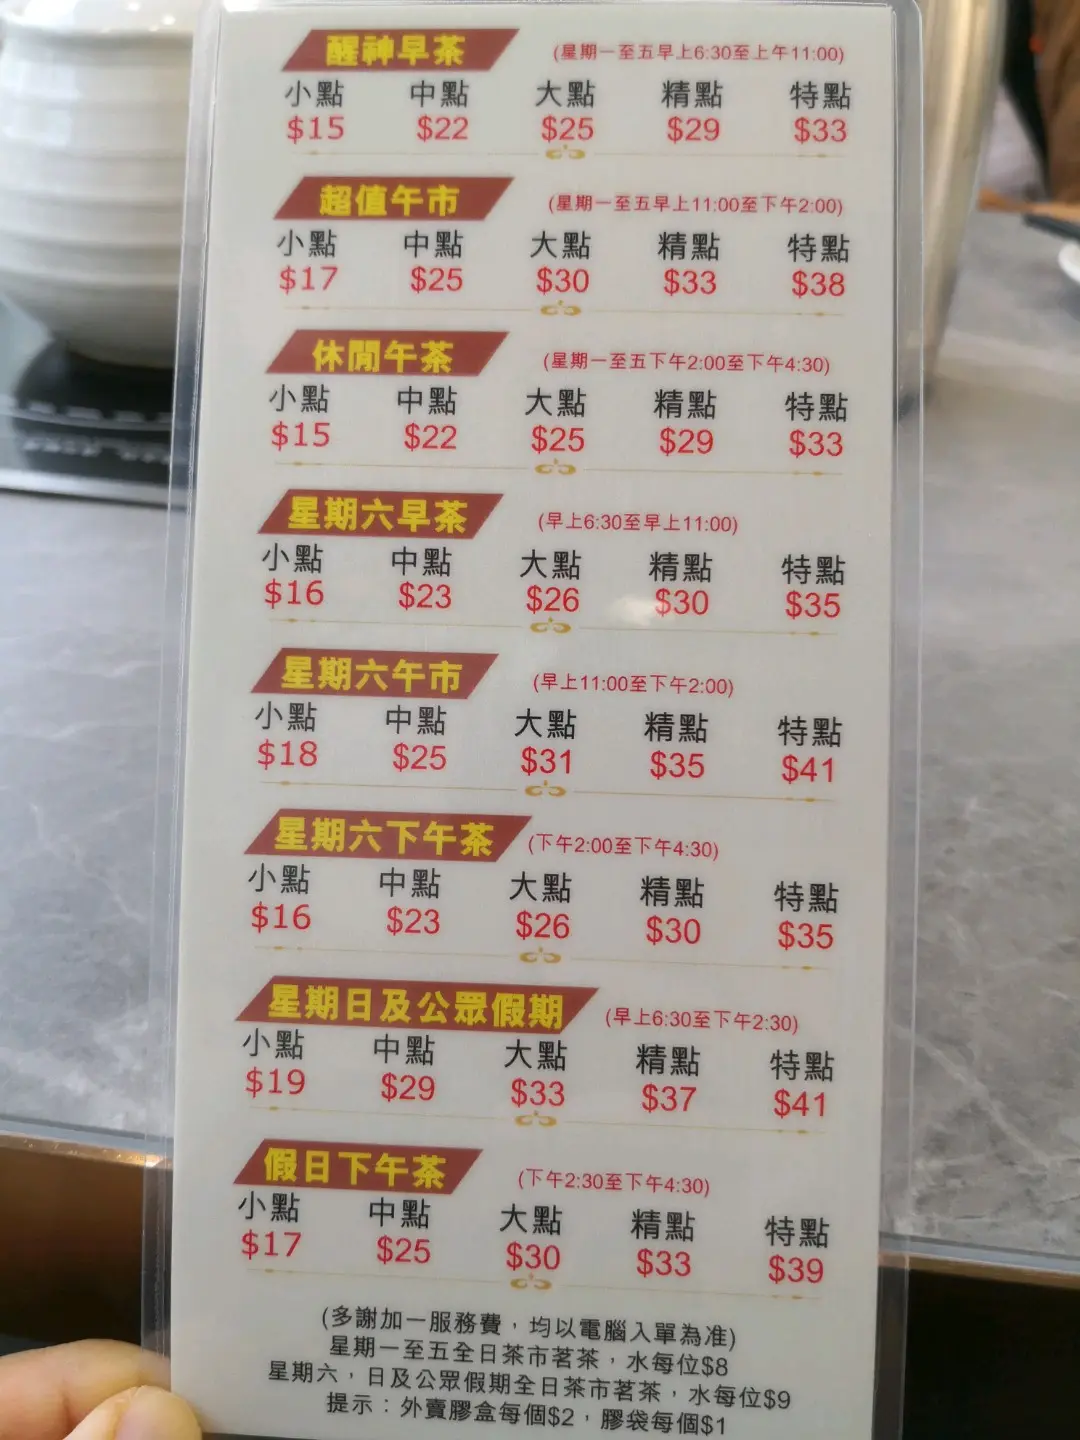 醒神早茶 (星期一至五早上6:30至上午11:00)
小點 中點 大點 精點 特點
$15 $22 $25 $29 $33
超值午市 (星期一至五早上11:00至下午2:00)
小點 中點 大點 精點 特點
$17 $25 $30 $33 $38
休閒午茶 (星期一至五下午2:00至下午4:30)
小點 中點 大點 精點 特點
$15 $22 $25 $29 $33
星期六早茶 (早上6:30至早上11:00)
小點 中點 大點 精點 特點
$16 $23 $26 $30 $35
星期六午市 (早上11:00至下午2:00)
小點 中點 大點 精點 特點
$18 $25 $31 $35 $41
星期六下午茶 (下午2:00至下午4:30)
小點 中點 大點 精點 特點
$16 $23 $26 $30 $35
星期日及公眾假期 (早上6:30至下午2:30)
小點 中點 大點 精點 特點
$19 $29 $33 $37 $41
假日下午茶 (下午2:30至下午4:30)
小點 中點 大點 精點 特點
$17 $25 $30 $33 $39
(多謝加一服務費，均以電腦入單為准)
星期一至五全日茶市茗茶，水每位$8
星期六，日及公眾假期全日茶市茗茶，水每位$9
提示：外賣膠盒每個$2，膠袋每個$1